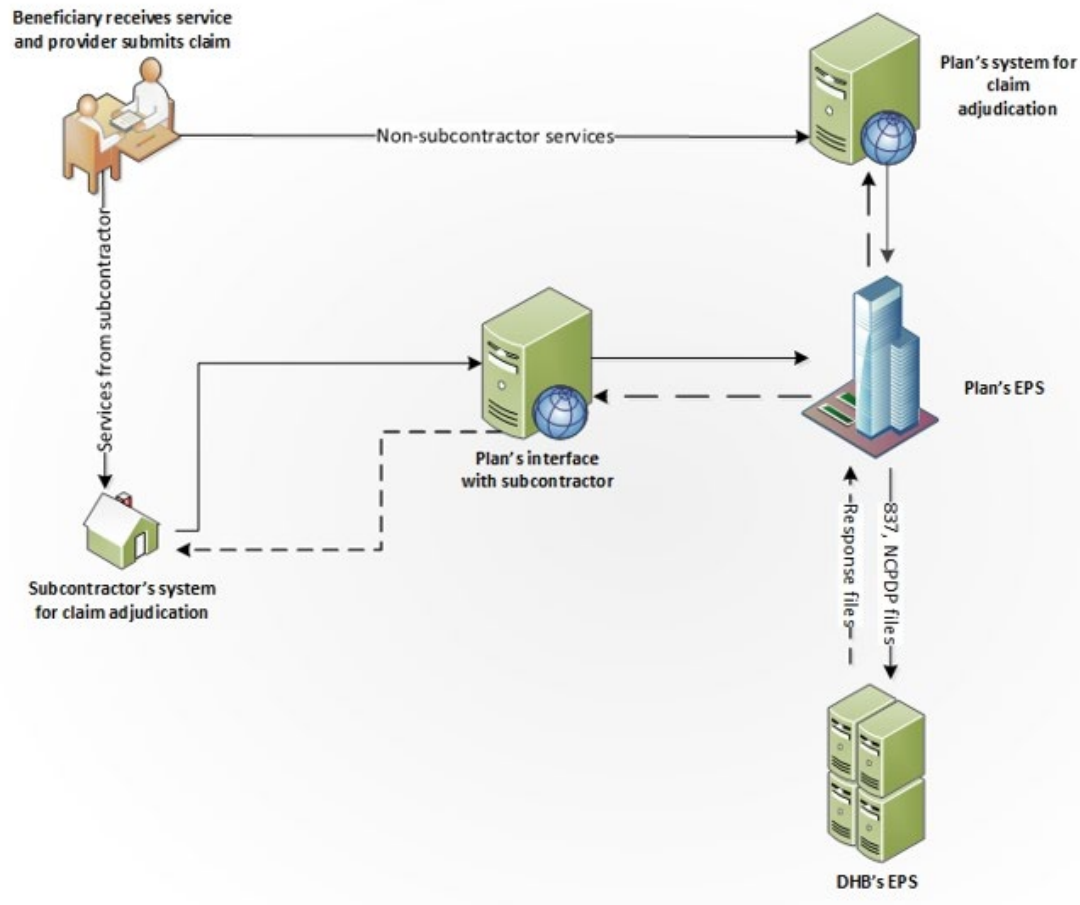 Beneficiary receives service
and provider submits claim
Plan's system for
claim
adjudication
Non-subcontractor services
Services from subcontractor
Plan's EPS
Plan's interface
with subcontractor
Response files
837, NCPDP files
Subcontractor's system
for claim adjudication
DHB's EPS